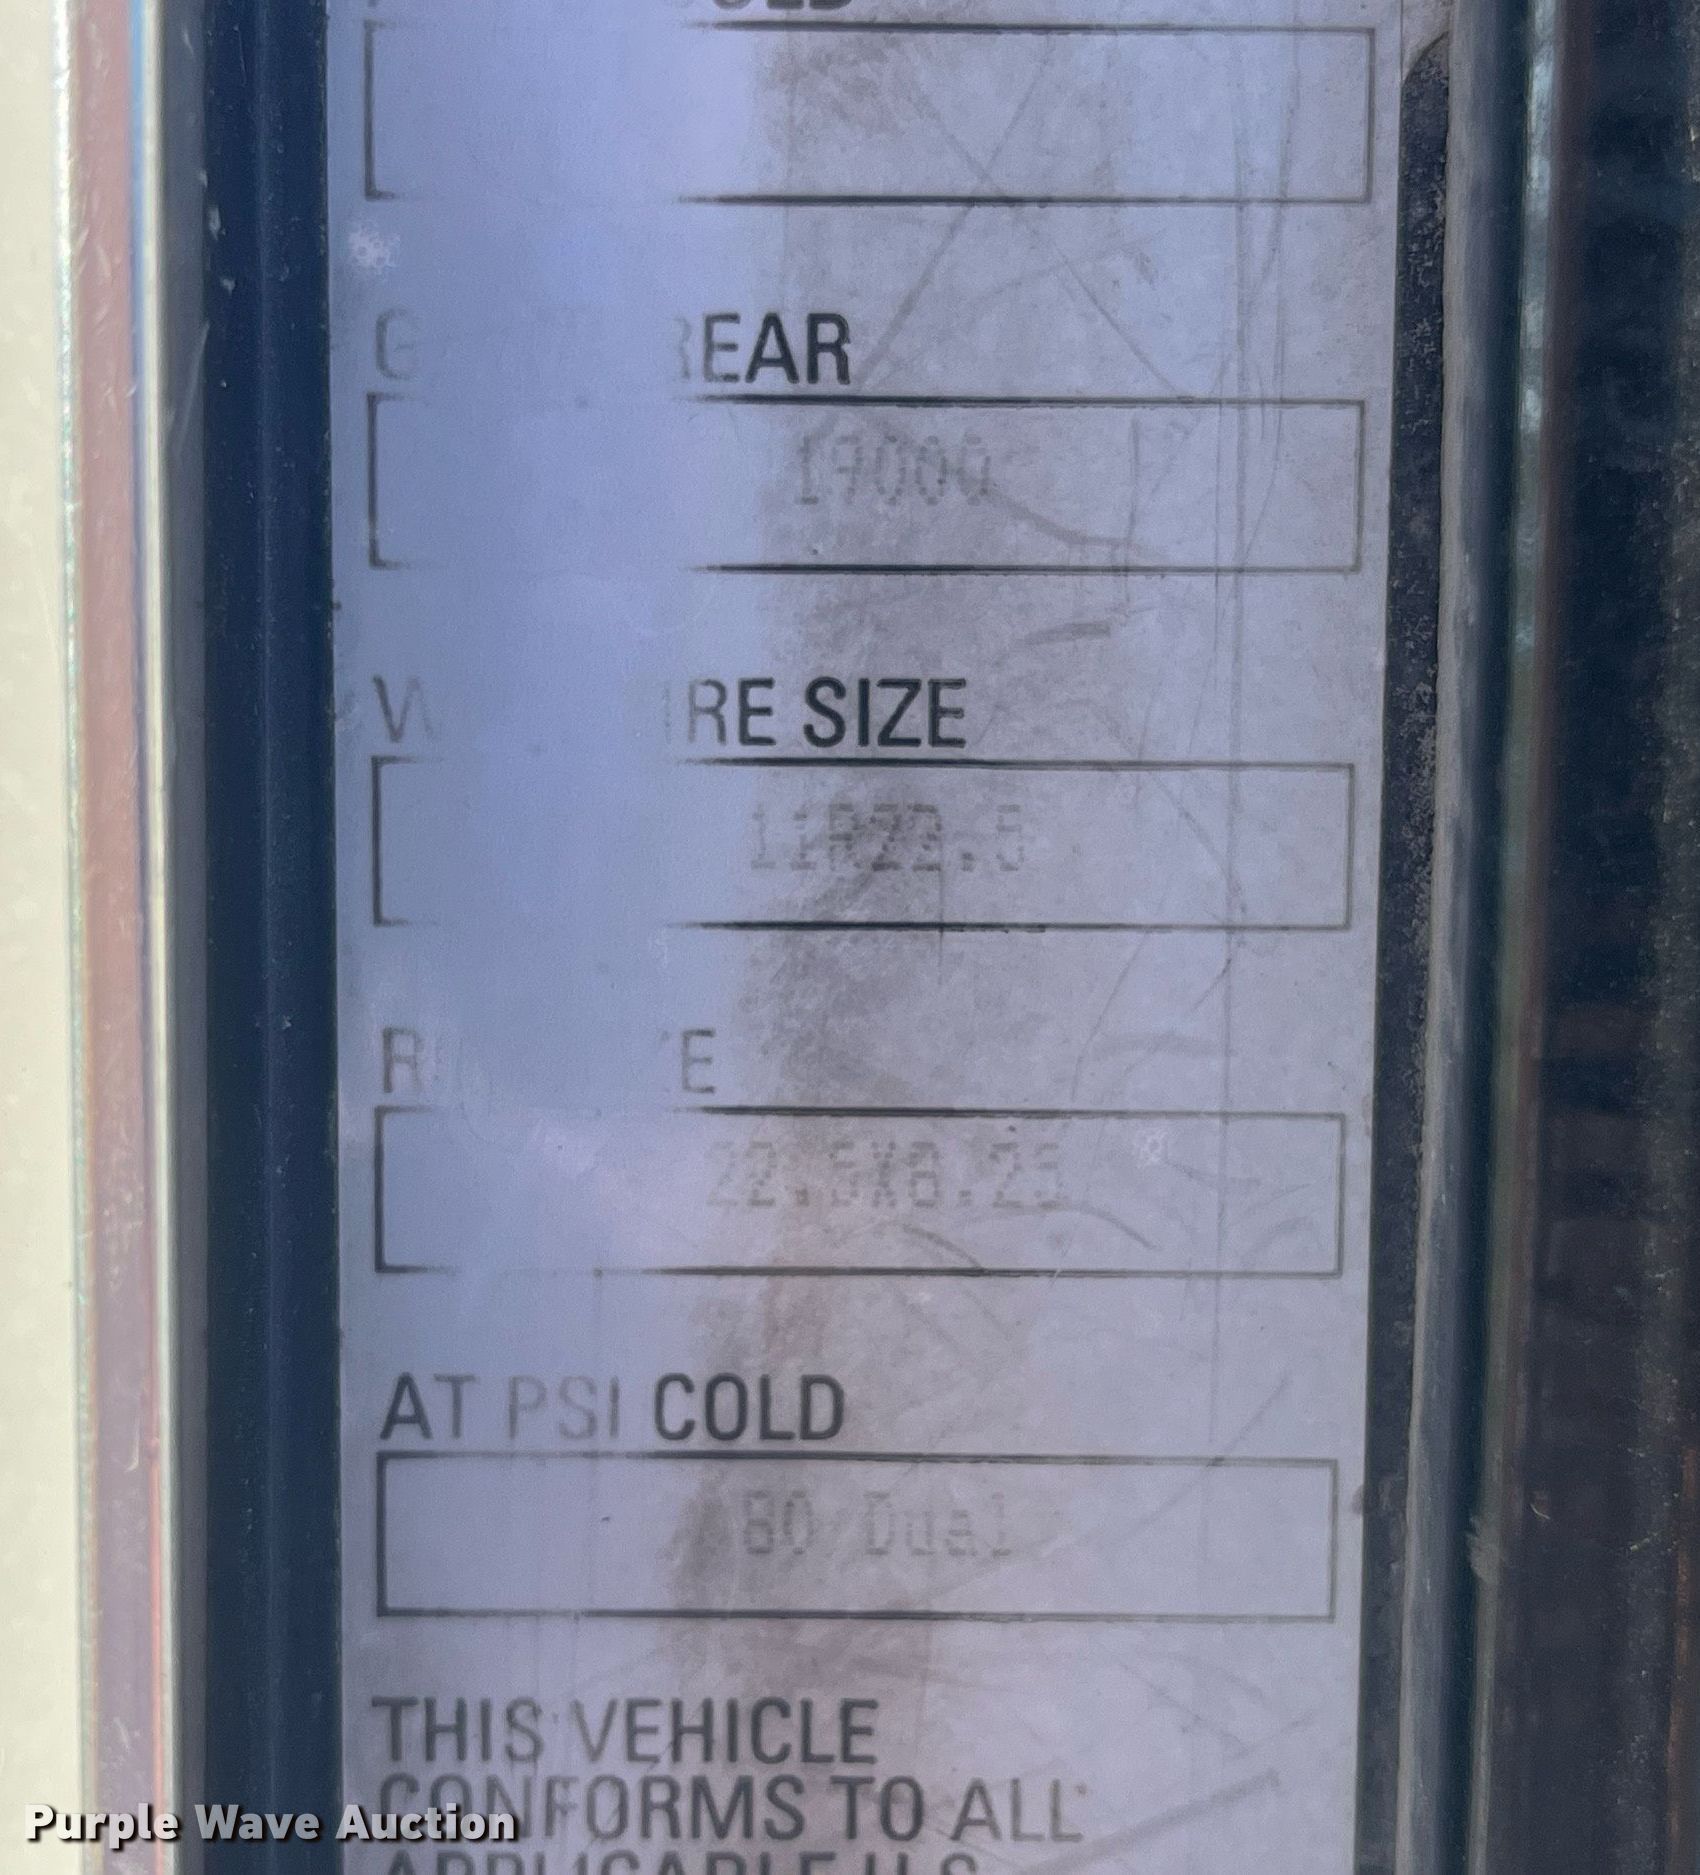 REAR
19000
SIZE
11R22.5
22.5X8.25
AT PSI COLD
80 Dual
THIS VEHICLE
CONFORMS TO ALL
APPLICABLE U.S.
Purple Wave Auction